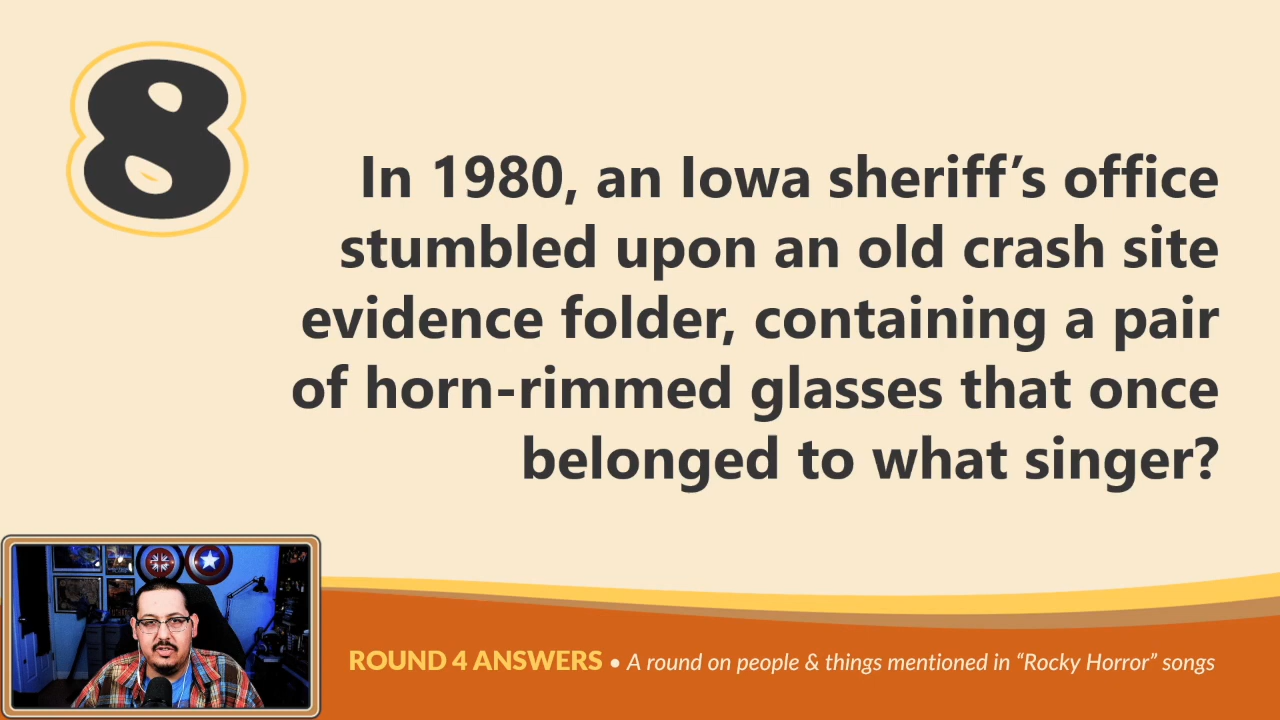 8
In 1980, an Iowa sheriff’s office
stumbled upon an old crash site
evidence folder, containing a pair
of horn-rimmed glasses that once
belonged to what singer?
ROUND 4 ANSWERS • A round on people & things mentioned in “Rocky Horror” songs